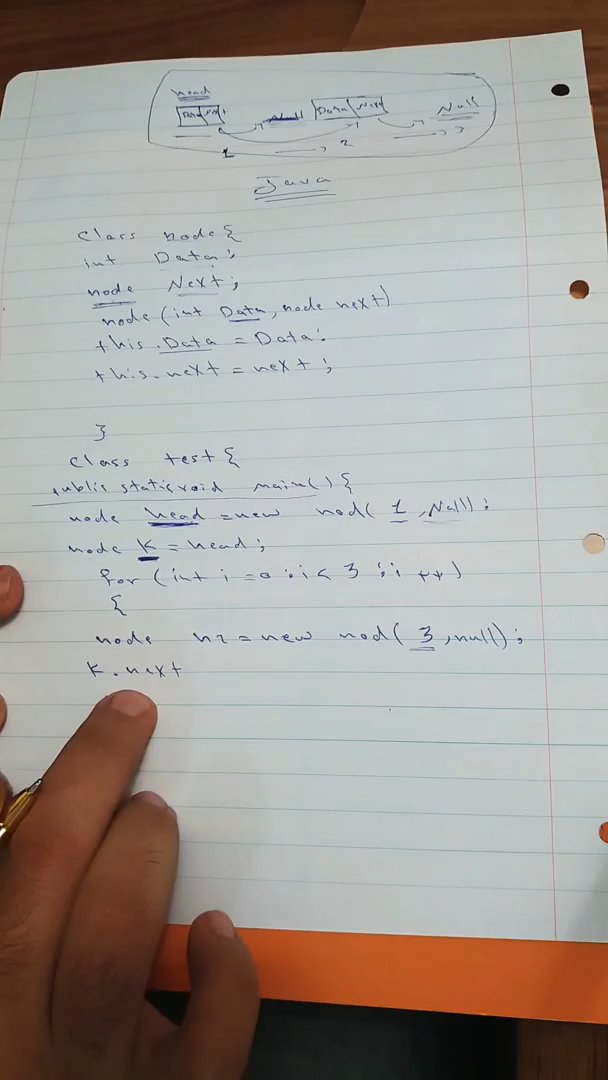 head
Data Next Null Data Next Null
1 2 3
Java
class node{
int Data;
node Next;
node (int Data, node next)
this.Data = Data;
this.next = next;
}
class test{
public static void main(){
node head = new nod( 1 , Null);
node K = head;
for (int i = 0 ; i < 3 ; i ++)
{
node n2 = new nod( 3 , null);
K.next